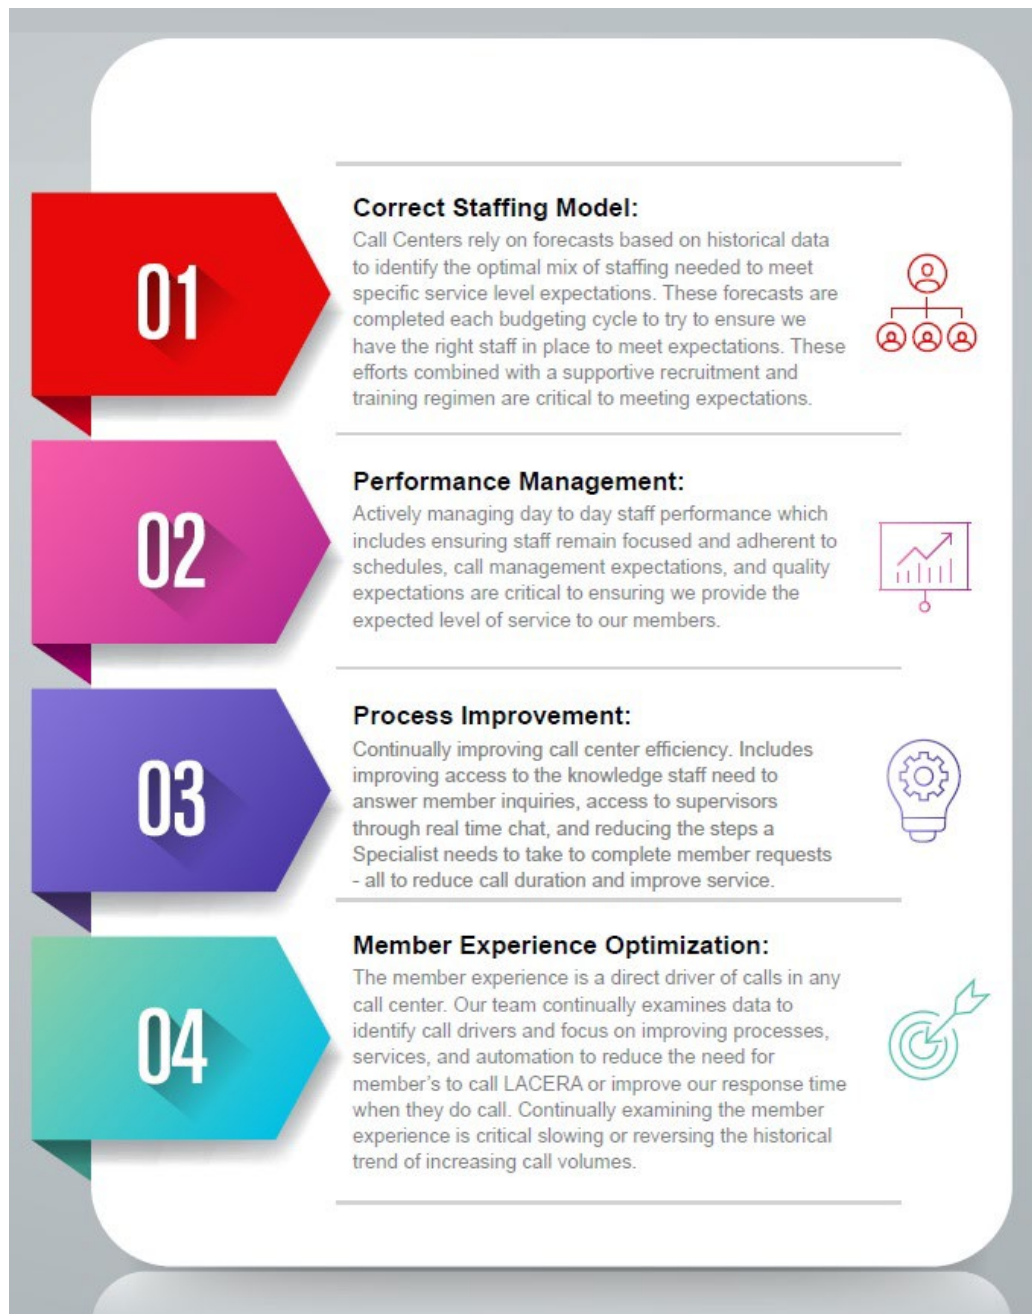 01
Correct Staffing Model:
Call Centers rely on forecasts based on historical data
to identify the optimal mix of staffing needed to meet
specific service level expectations. These forecasts are
completed each budgeting cycle to try to ensure we
have the right staff in place to meet expectations. These
efforts combined with a supportive recruitment and
training regimen are critical to meeting expectations.
02
Performance Management:
Actively managing day to day staff performance which
includes ensuring staff remain focused and adherent to
schedules, call management expectations, and quality
expectations are critical to ensuring we provide the
expected level of service to our members.
03
Process Improvement:
Continually improving call center efficiency. Includes
improving access to the knowledge staff need to
answer member inquiries, access to supervisors
through real time chat, and reducing the steps a
Specialist needs to take to complete member requests
- all to reduce call duration and improve service.
04
Member Experience Optimization:
The member experience is a direct driver of calls in any
call center. Our team continually examines data to
identify call drivers and focus on improving processes,
services, and automation to reduce the need for
member's to call LACERA or improve our response time
when they do call. Continually examining the member
experience is critical slowing or reversing the historical
trend of increasing call volumes.